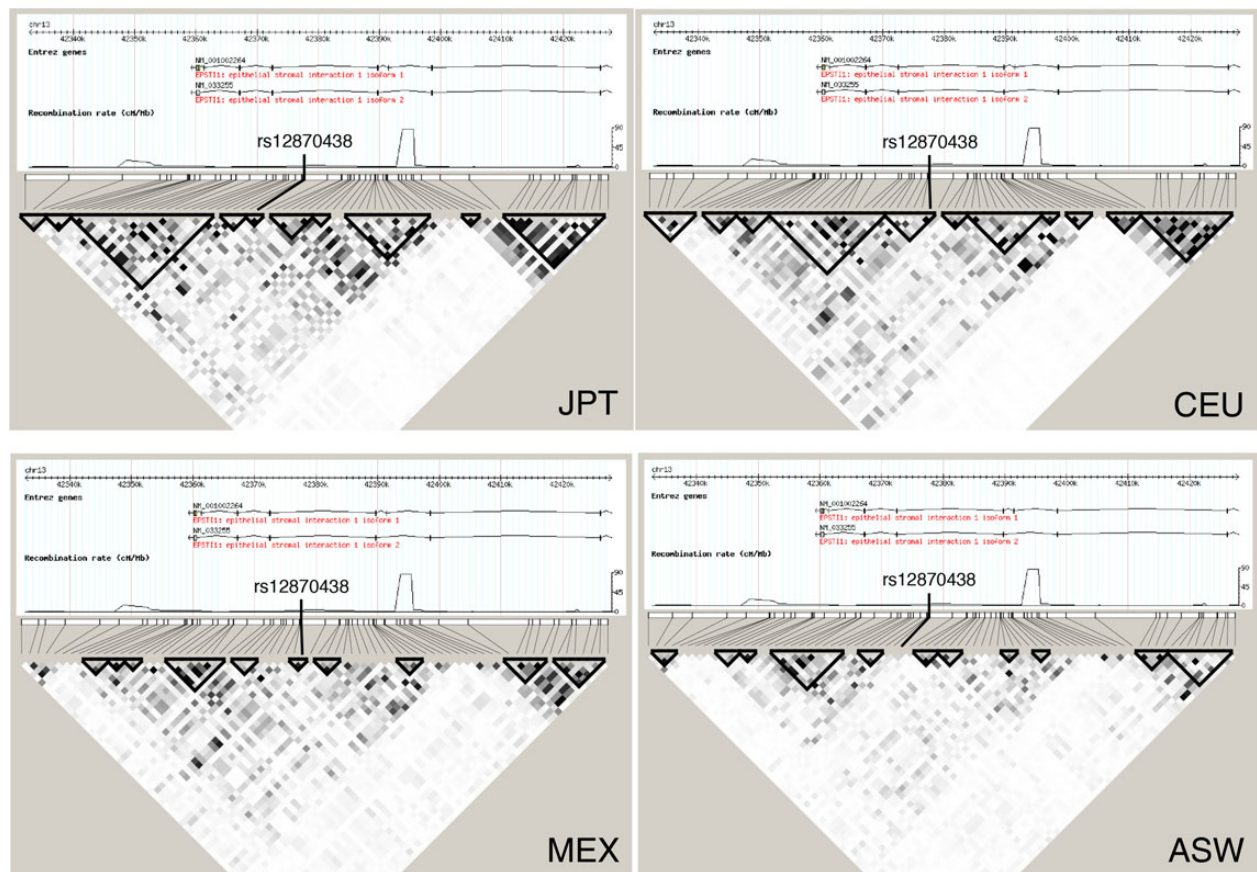 chr13
42340k 42350k 42360k 42370k 42380k 42390k 42400k 42410k 42420k
Entrez genes
NM_001002264
EPSTI1: epithelial stromal interaction 1 isoform 1
NM_033255
EPSTI1: epithelial stromal interaction 1 isoform 2
Recombination rate (cM/Mb)
90
45
0
rs12870438
JPT
chr13
42340k 42350k 42360k 42370k 42380k 42390k 42400k 42410k 42420k
Entrez genes
NM_001002264
EPSTI1: epithelial stromal interaction 1 isoform 1
NM_033255
EPSTI1: epithelial stromal interaction 1 isoform 2
Recombination rate (cM/Mb)
90
45
0
rs12870438
CEU
chr13
42340k 42350k 42360k 42370k 42380k 42390k 42400k 42410k 42420k
Entrez genes
NM_001002264
EPSTI1: epithelial stromal interaction 1 isoform 1
NM_033255
EPSTI1: epithelial stromal interaction 1 isoform 2
Recombination rate (cM/Mb)
90
45
0
rs12870438
MEX
chr13
42340k 42350k 42360k 42370k 42380k 42390k 42400k 42410k 42420k
Entrez genes
NM_001002264
EPSTI1: epithelial stromal interaction 1 isoform 1
NM_033255
EPSTI1: epithelial stromal interaction 1 isoform 2
Recombination rate (cM/Mb)
90
45
0
rs12870438
ASW